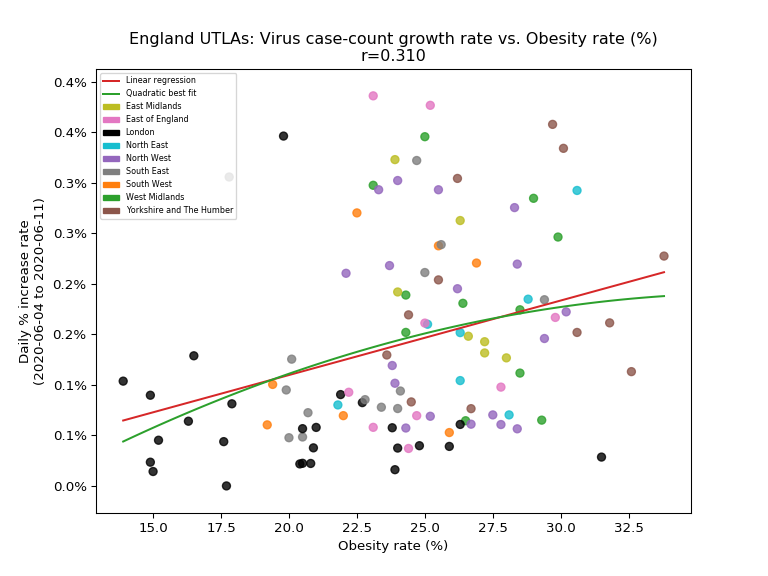 England UTLAs: Virus case-count growth rate vs. Obesity rate (%)
r=0.310
Linear regression
Quadratic best fit
East Midlands
East of England
London
North East
North West
South East
South West
West Midlands
Yorkshire and The Humber
0.4%
0.4%
0.3%
0.3%
0.2%
0.2%
0.1%
0.1%
0.0%
Daily % increase rate
(2020-06-04 to 2020-06-11)
15.0 17.5 20.0 22.5 25.0 27.5 30.0 32.5
Obesity rate (%)